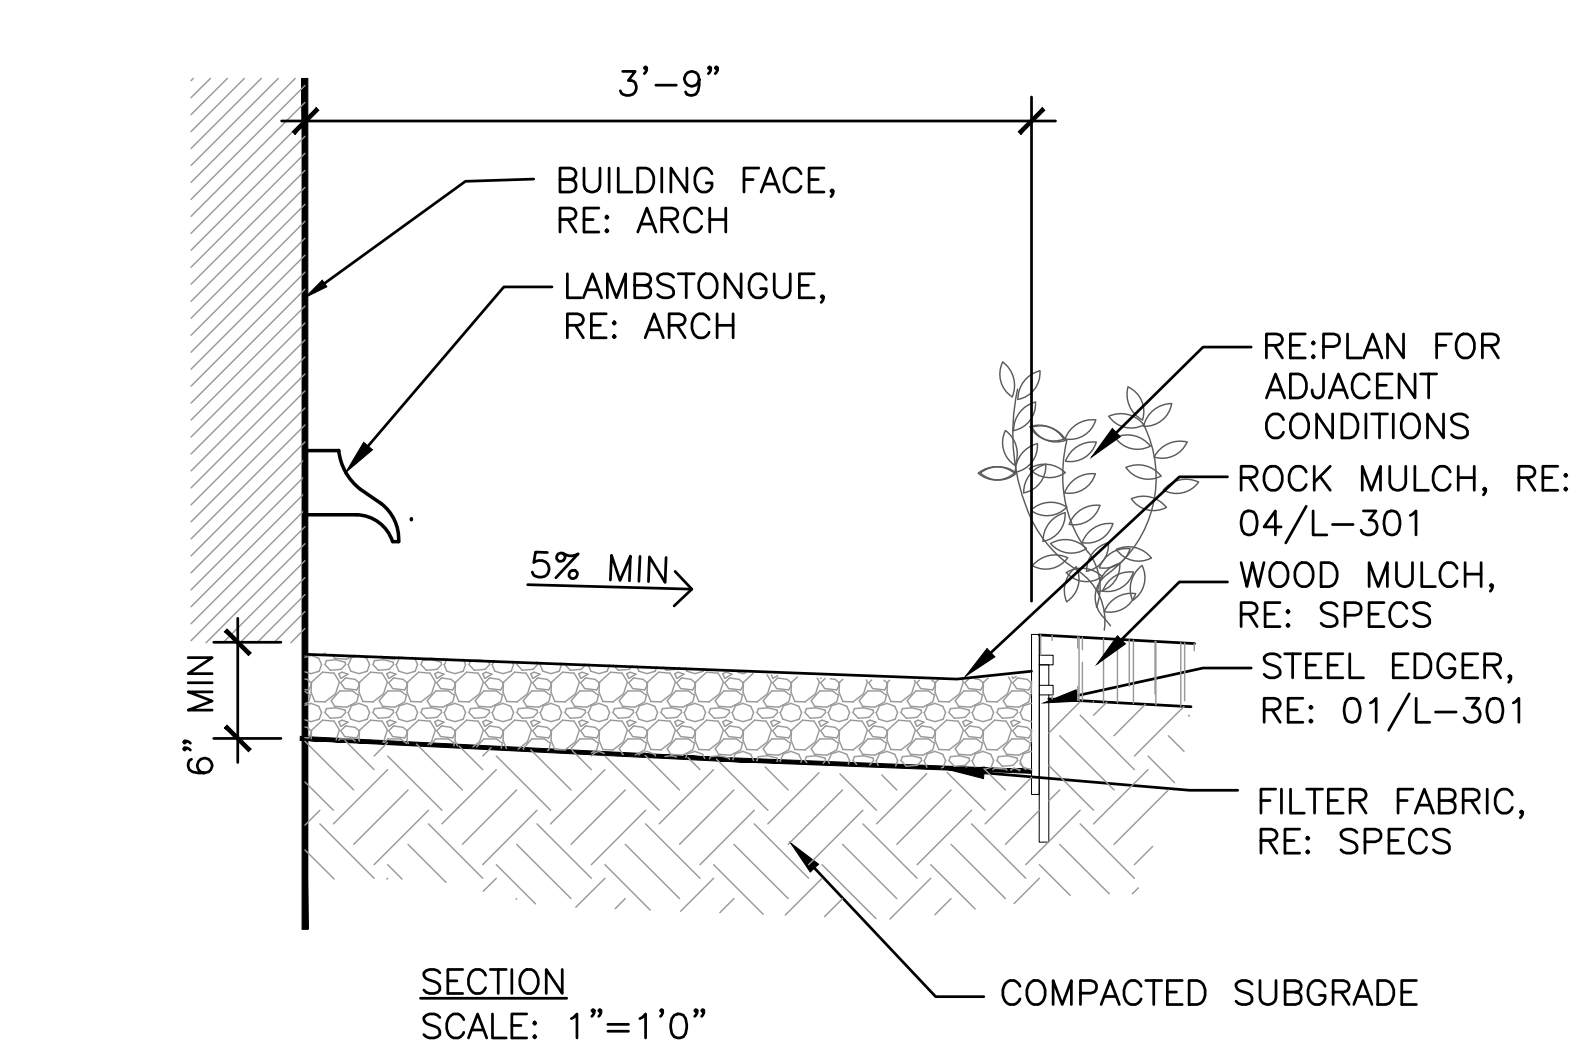 3'-9"
BUILDING FACE,
RE: ARCH
LAMBSTONGUE,
RE: ARCH
RE:PLAN FOR
ADJACENT
CONDITIONS
ROCK MULCH, RE:
04/L-301
5% MIN
WOOD MULCH,
RE: SPECS
STEEL EDGER,
RE: 01/L-301
6" MIN
FILTER FABRIC,
RE: SPECS
COMPACTED SUBGRADE
SECTION
SCALE: 1"=1'0"